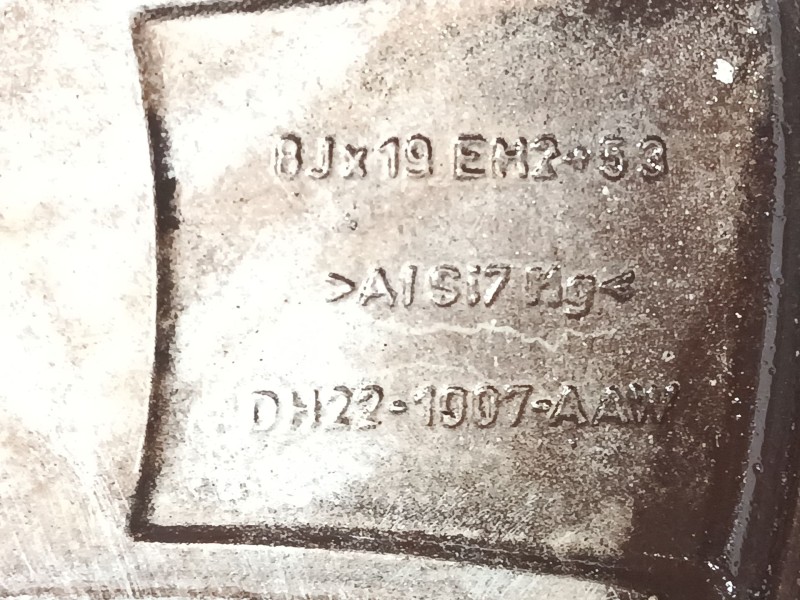 8Jx19 EH2+53
>AlSi7Mg<
DH22-1007-AAW